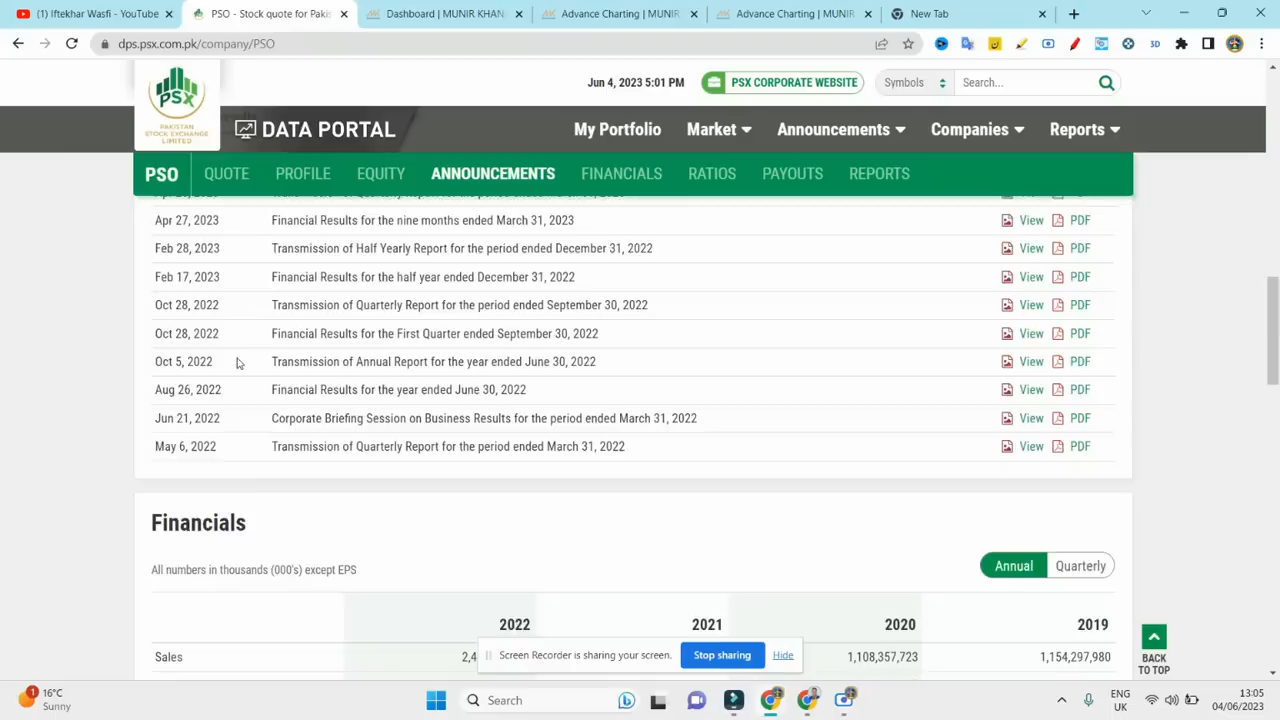 Iftekhar Wasfi - YouTube
PSO - Stock quote for Paki
Dashboard | MUNIR KHAN
Advance Charting | MUNIR
Advance Charting | MUNIR
New Tab
dps.psx.com.pk/company/PSO
Jun 4, 2023 5:01 PM
PSX CORPORATE WEBSITE
Symbols
Search...
PSX
PAKISTAN
STOCK EXCHANGE
LIMITED
DATA PORTAL
My Portfolio
Market
Announcements
Companies
Reports
PSO
QUOTE
PROFILE
EQUITY
ANNOUNCEMENTS
FINANCIALS
RATIOS
PAYOUTS
REPORTS
Apr 27, 2023 Financial Results for the nine months ended March 31, 2023 View PDF
Feb 28, 2023 Transmission of Half Yearly Report for the period ended December 31, 2022 View PDF
Feb 17, 2023 Financial Results for the half year ended December 31, 2022 View PDF
Oct 28, 2022 Transmission of Quarterly Report for the period ended September 30, 2022 View PDF
Oct 28, 2022 Financial Results for the First Quarter ended September 30, 2022 View PDF
Oct 5, 2022 Transmission of Annual Report for the year ended June 30, 2022 View PDF
Aug 26, 2022 Financial Results for the year ended June 30, 2022 View PDF
Jun 21, 2022 Corporate Briefing Session on Business Results for the period ended March 31, 2022 View PDF
May 6, 2022 Transmission of Quarterly Report for the period ended March 31, 2022 View PDF
Financials
All numbers in thousands (000's) except EPS
Annual
Quarterly
2022 2021 2020 2019
Sales 2,4 1,108,357,723 1,154,297,980
Screen Recorder is sharing your screen.
Stop sharing
Hide
BACK
TO TOP
1
16°C
Sunny
Search
ENG
UK
13:05
04/06/2023